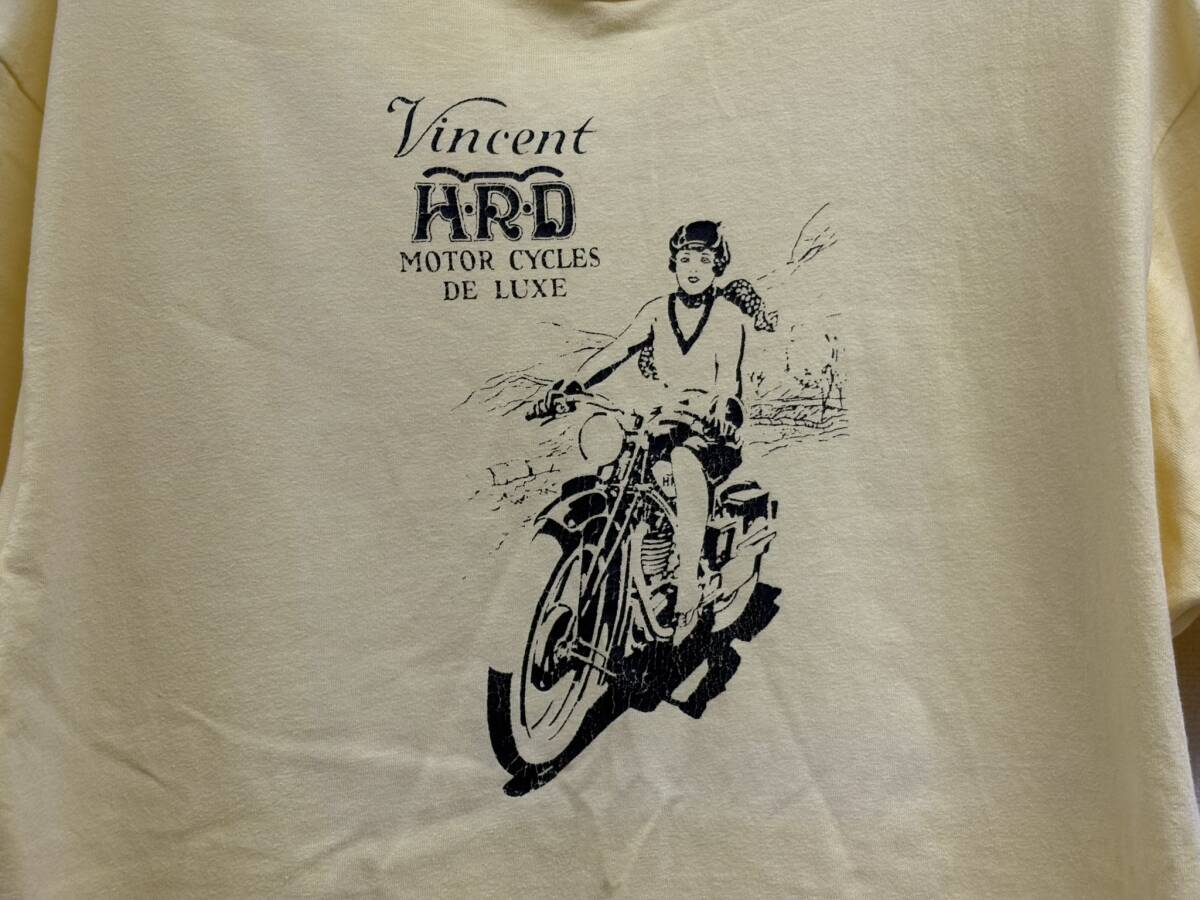 Vincent
H·R·D
MOTOR CYCLES
DE LUXE